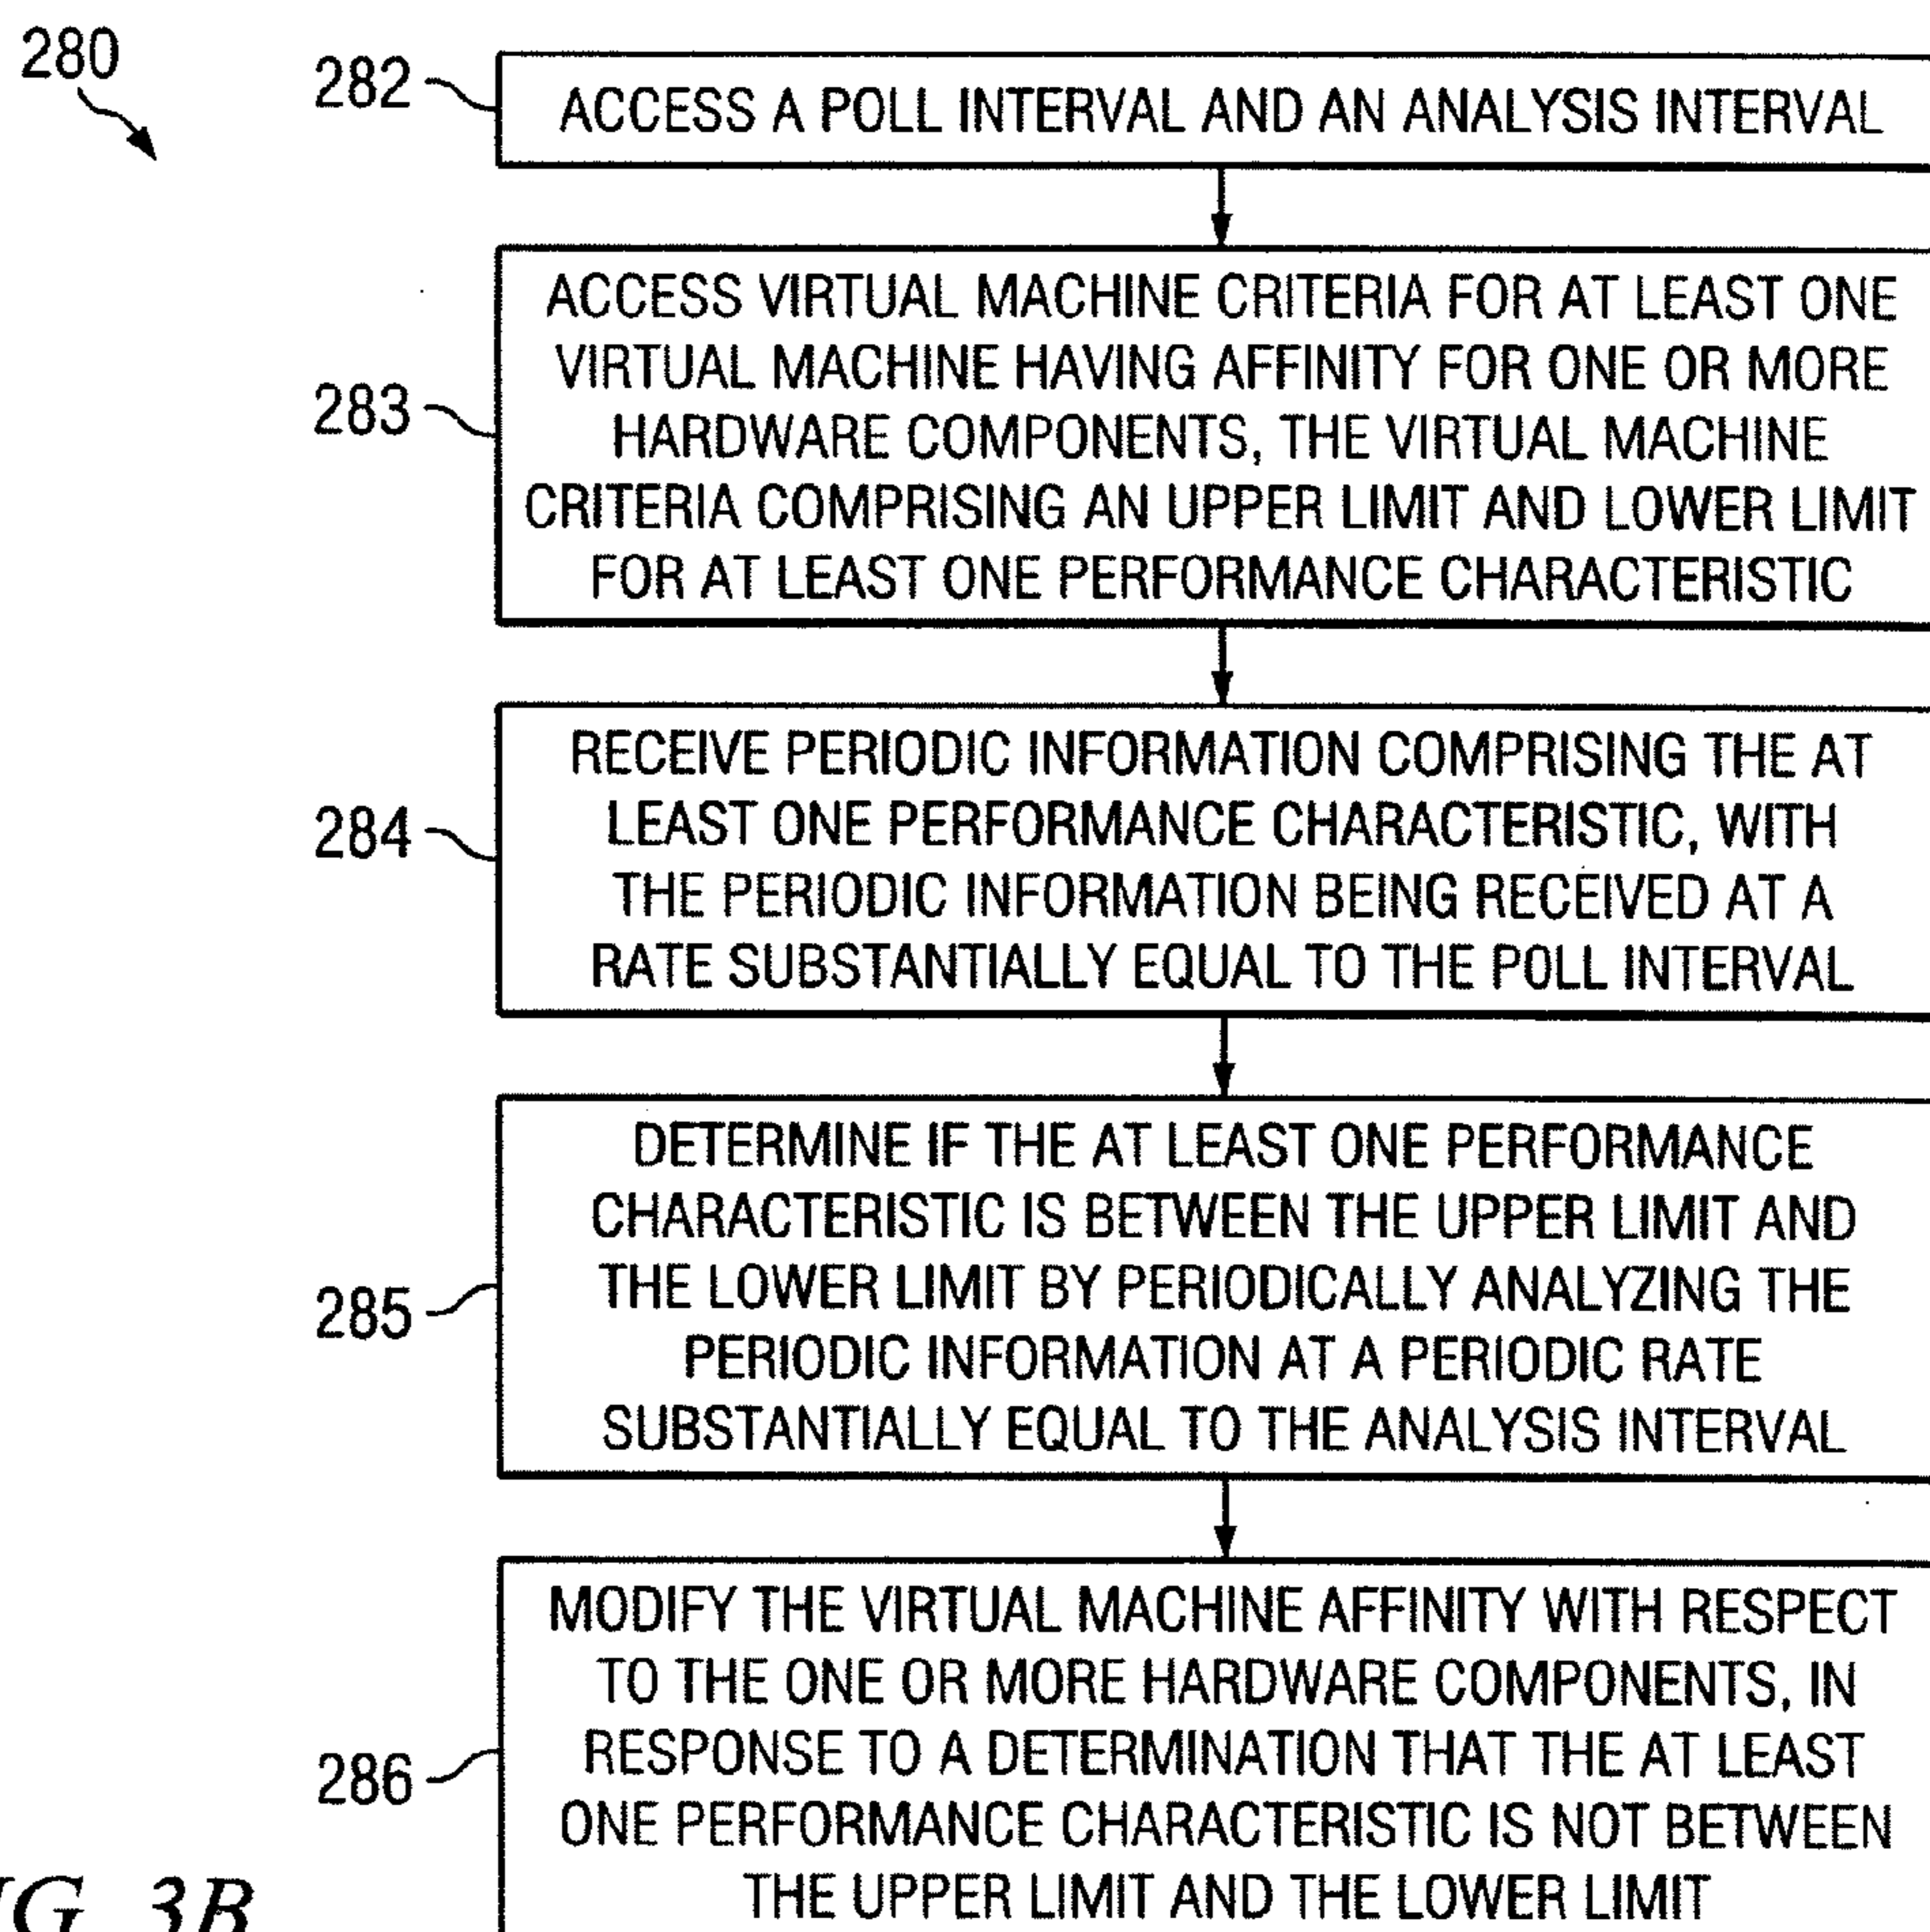 280
282
ACCESS A POLL INTERVAL AND AN ANALYSIS INTERVAL
283
ACCESS VIRTUAL MACHINE CRITERIA FOR AT LEAST ONE
VIRTUAL MACHINE HAVING AFFINITY FOR ONE OR MORE
HARDWARE COMPONENTS, THE VIRTUAL MACHINE
CRITERIA COMPRISING AN UPPER LIMIT AND LOWER LIMIT
FOR AT LEAST ONE PERFORMANCE CHARACTERISTIC
284
RECEIVE PERIODIC INFORMATION COMPRISING THE AT
LEAST ONE PERFORMANCE CHARACTERISTIC, WITH
THE PERIODIC INFORMATION BEING RECEIVED AT A
RATE SUBSTANTIALLY EQUAL TO THE POLL INTERVAL
285
DETERMINE IF THE AT LEAST ONE PERFORMANCE
CHARACTERISTIC IS BETWEEN THE UPPER LIMIT AND
THE LOWER LIMIT BY PERIODICALLY ANALYZING THE
PERIODIC INFORMATION AT A PERIODIC RATE
SUBSTANTIALLY EQUAL TO THE ANALYSIS INTERVAL
286
MODIFY THE VIRTUAL MACHINE AFFINITY WITH RESPECT
TO THE ONE OR MORE HARDWARE COMPONENTS, IN
RESPONSE TO A DETERMINATION THAT THE AT LEAST
ONE PERFORMANCE CHARACTERISTIC IS NOT BETWEEN
THE UPPER LIMIT AND THE LOWER LIMIT
3B